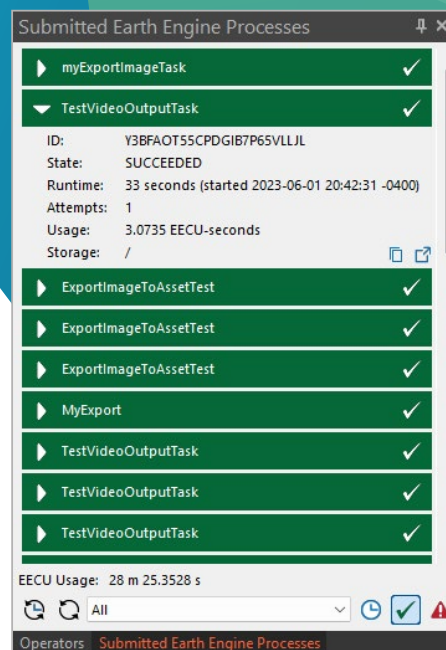 Submitted Earth Engine Processes
myExportImageTask
TestVideoOutputTask
ID: Y3BFAOT55CPDGIB7P65VLLJL
State: SUCCEEDED
Runtime: 33 seconds (started 2023-06-01 20:42:31 -0400)
Attempts: 1
Usage: 3.0735 EECU-seconds
Storage: /
ExportImageToAssetTest
ExportImageToAssetTest
ExportImageToAssetTest
MyExport
TestVideoOutputTask
TestVideoOutputTask
TestVideoOutputTask
EECU Usage: 28 m 25.3528 s
All
Operators Submitted Earth Engine Processes